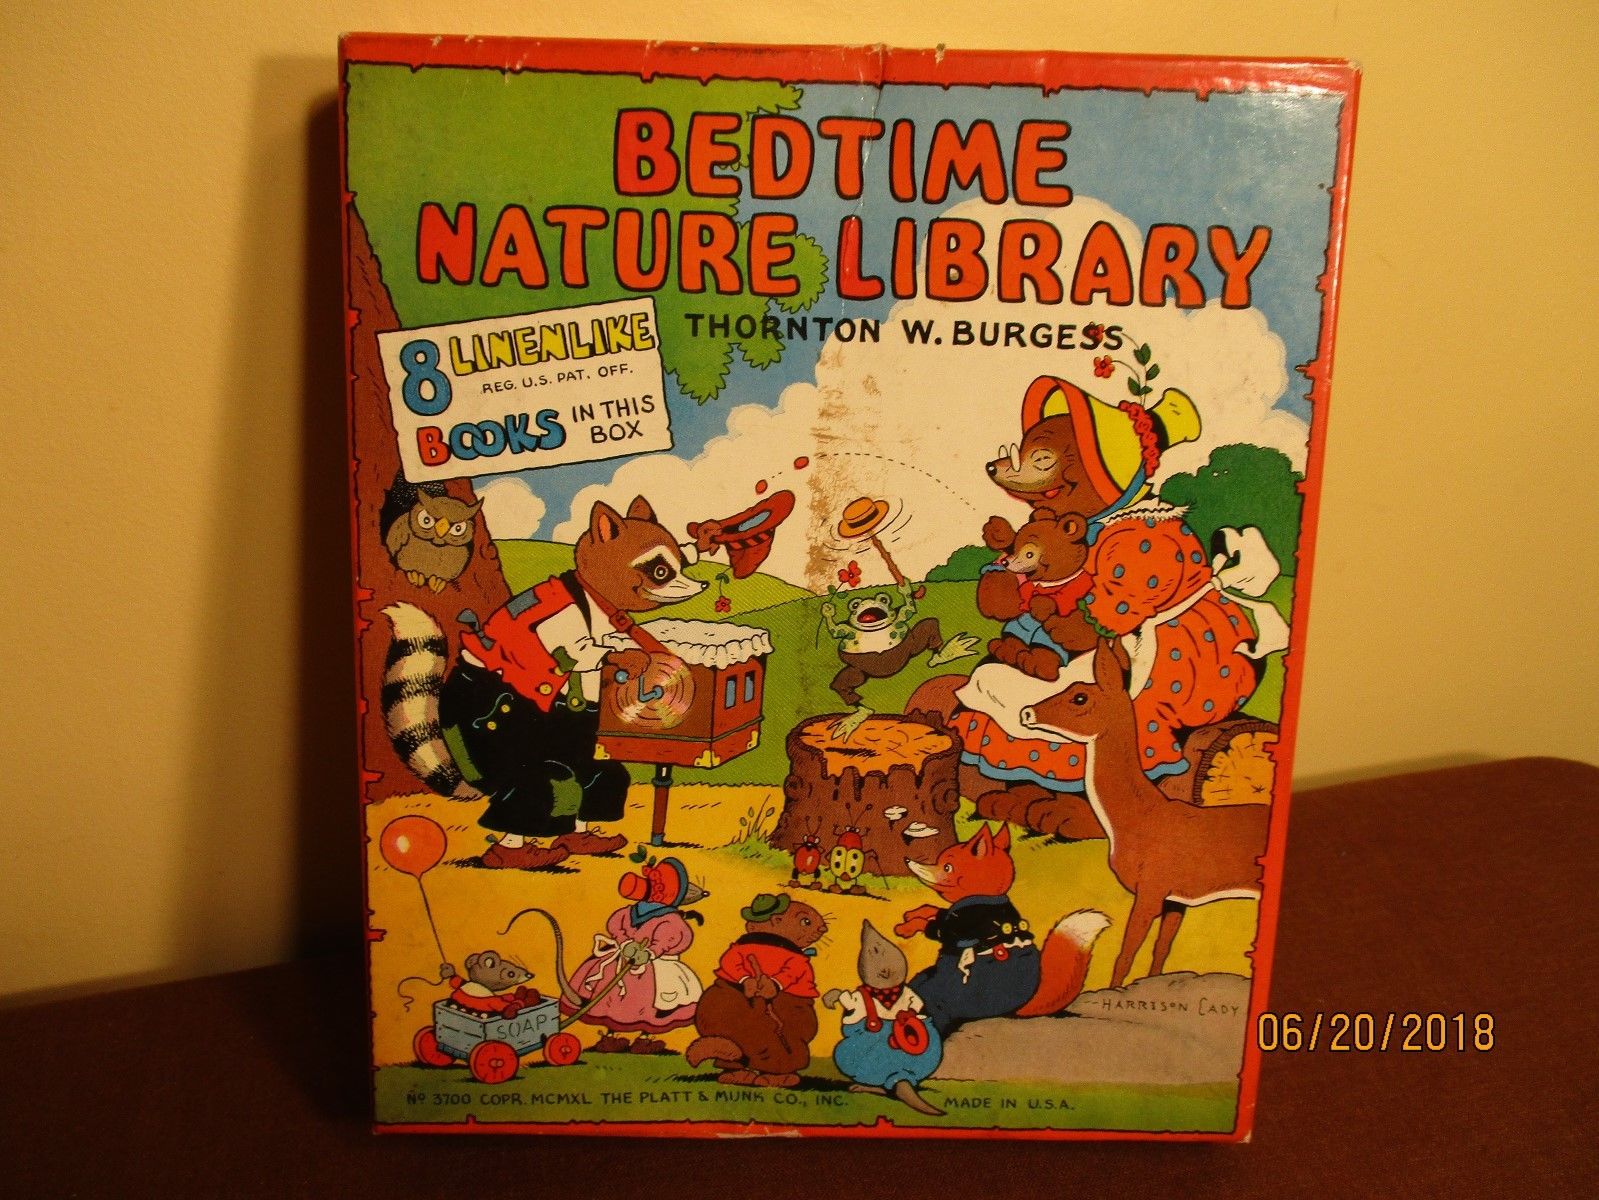 BEDTIME
NATURE LIBRARY
THORNTON W. BURGESS
8 LINENLIKE
REG. U.S. PAT. OFF.
BOOKS IN THIS BOX
SOAP
HARRISON CADY
Nº 3700 COPR. MCMXL THE PLATT & MUNK CO., INC. MADE IN U.S.A.
06/20/2018